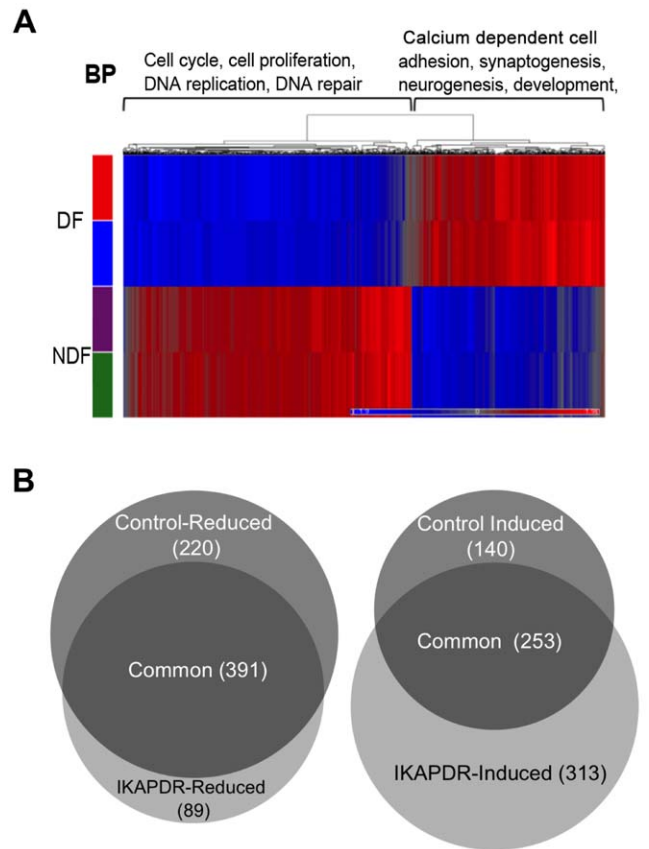 A
BP
Cell cycle, cell proliferation,
DNA replication, DNA repair
Calcium dependent cell
adhesion, synaptogenesis,
neurogenesis, development,
DF
NDF
B
Control-Reduced
(220)
Common (391)
IKAPDR-Reduced
(89)
Control Induced
(140)
Common (253)
IKAPDR-Induced (313)